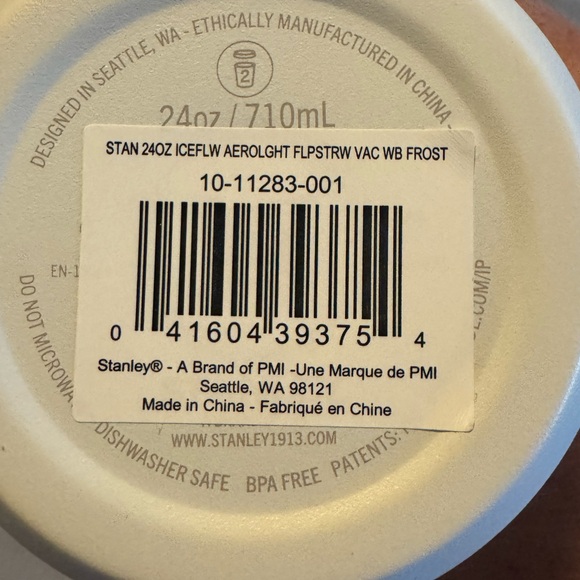 DESIGNED IN SEATTLE, WA - ETHICALLY MANUFACTURED IN CHINA -
2
24oz / 710mL
STAN 24OZ ICEFLW AEROLGHT FLPSTRW VAC WB FROST
10-11283-001
0 41604 39375 4
Stanley® - A Brand of PMI -Une Marque de PMI
Seattle, WA 98121
Made in China - Fabriqué en Chine
EN-1
.COM/IP
DO NOT MICROWA
WWW.STANLEY1913.COM
DISHWASHER SAFE BPA FREE PATENTS: